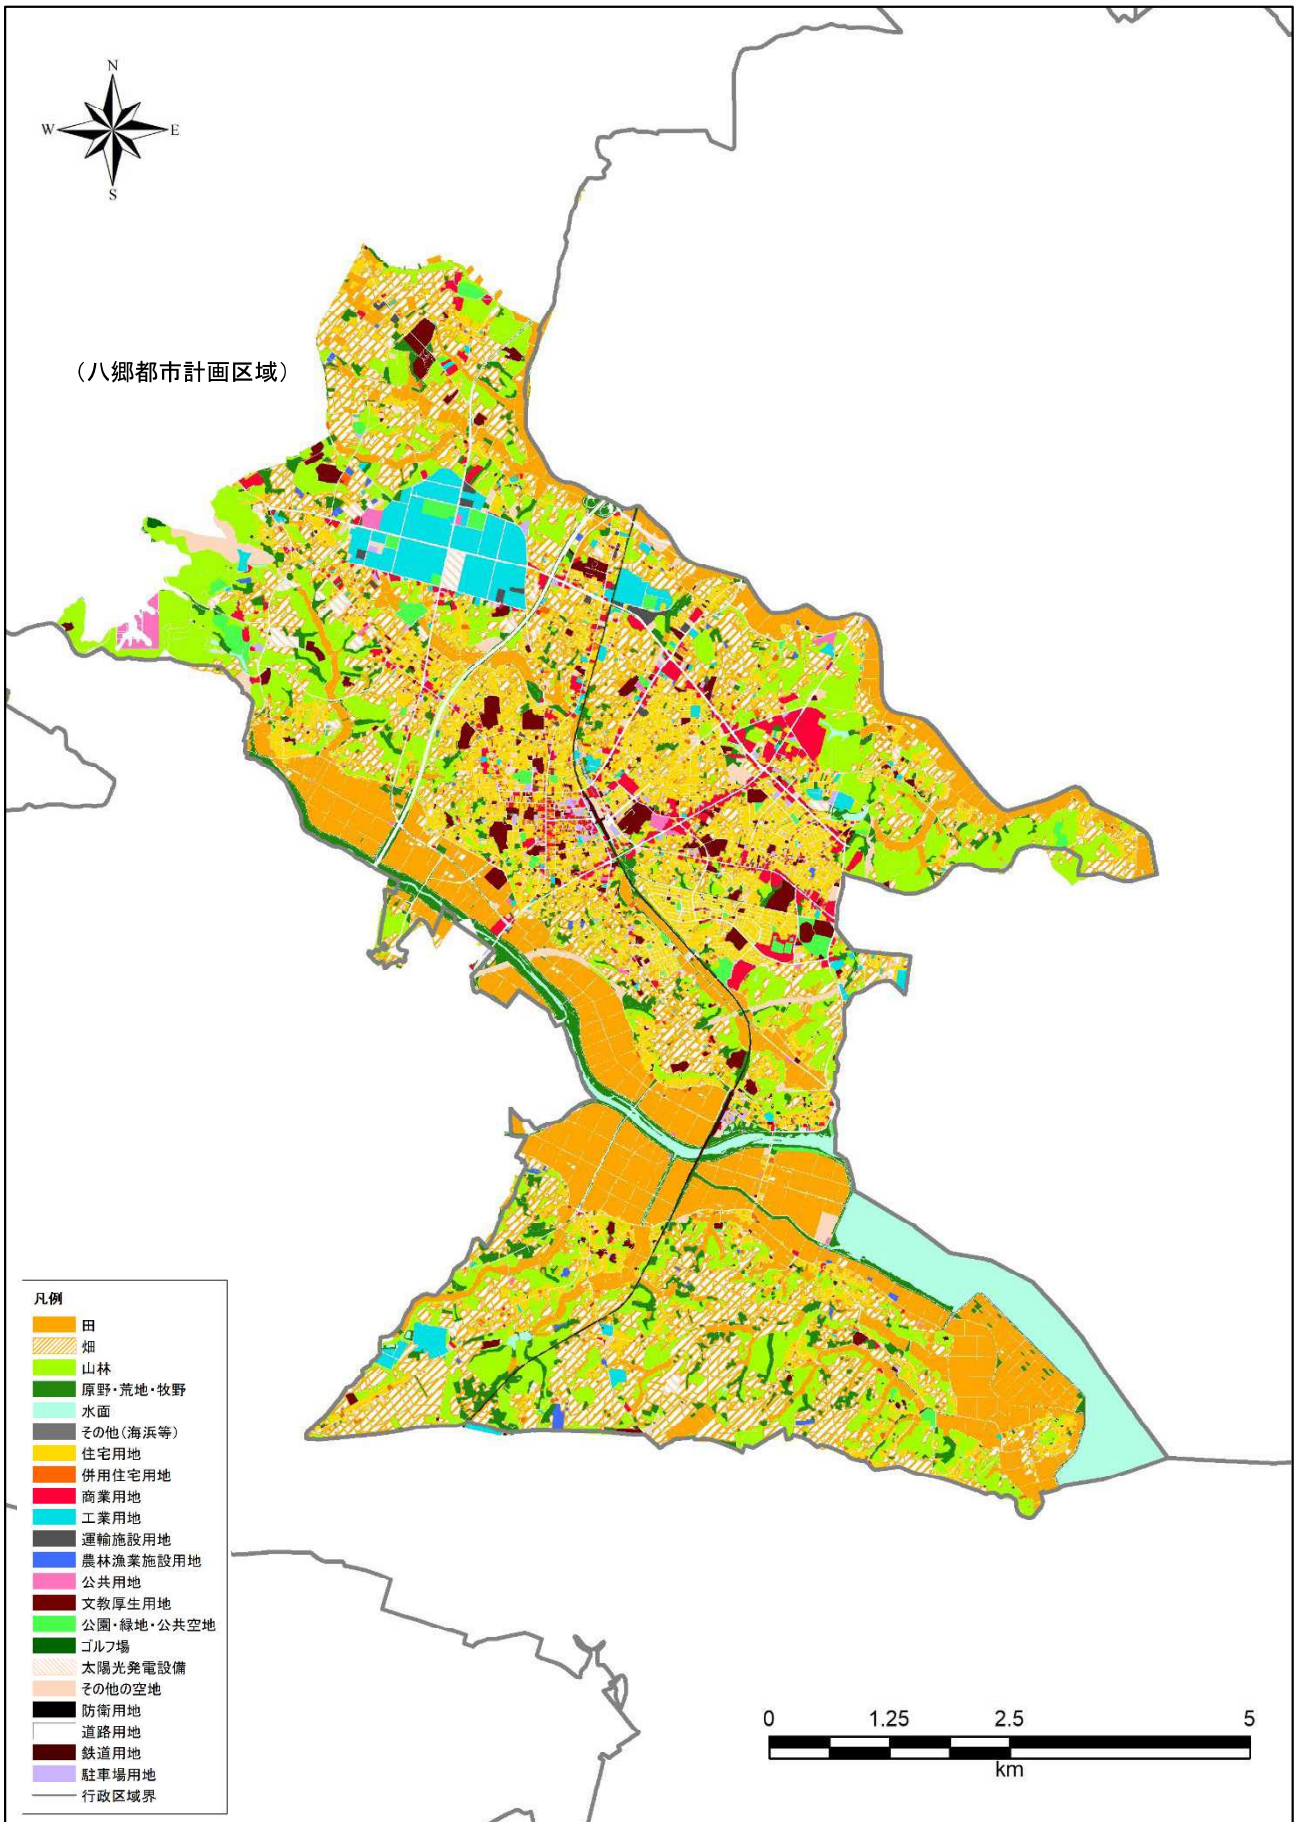 N
W E
S
（八郷都市計画区域）
凡例
田
畑
山林
原野・荒地・牧野
水面
その他（海浜等）
住宅用地
併用住宅用地
商業用地
工業用地
運輸施設用地
農林漁業施設用地
公共用地
文教厚生用地
公園・緑地・公共空地
ゴルフ場
太陽光発電設備
その他の空地
防衛用地
道路用地
鉄道用地
駐車場用地
行政区域界
0 1.25 2.5 5
km